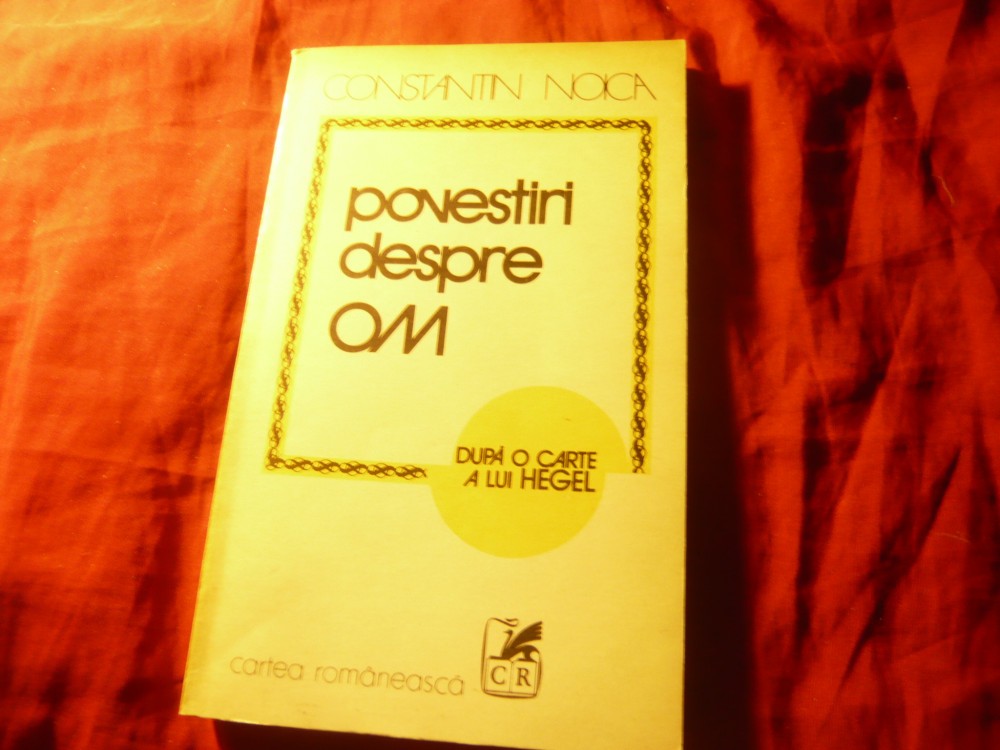 CONSTANTIN NOICA
povestiri
despre
OM
DUPĂ O CARTE
A LUI HEGEL
cartea românească
CR